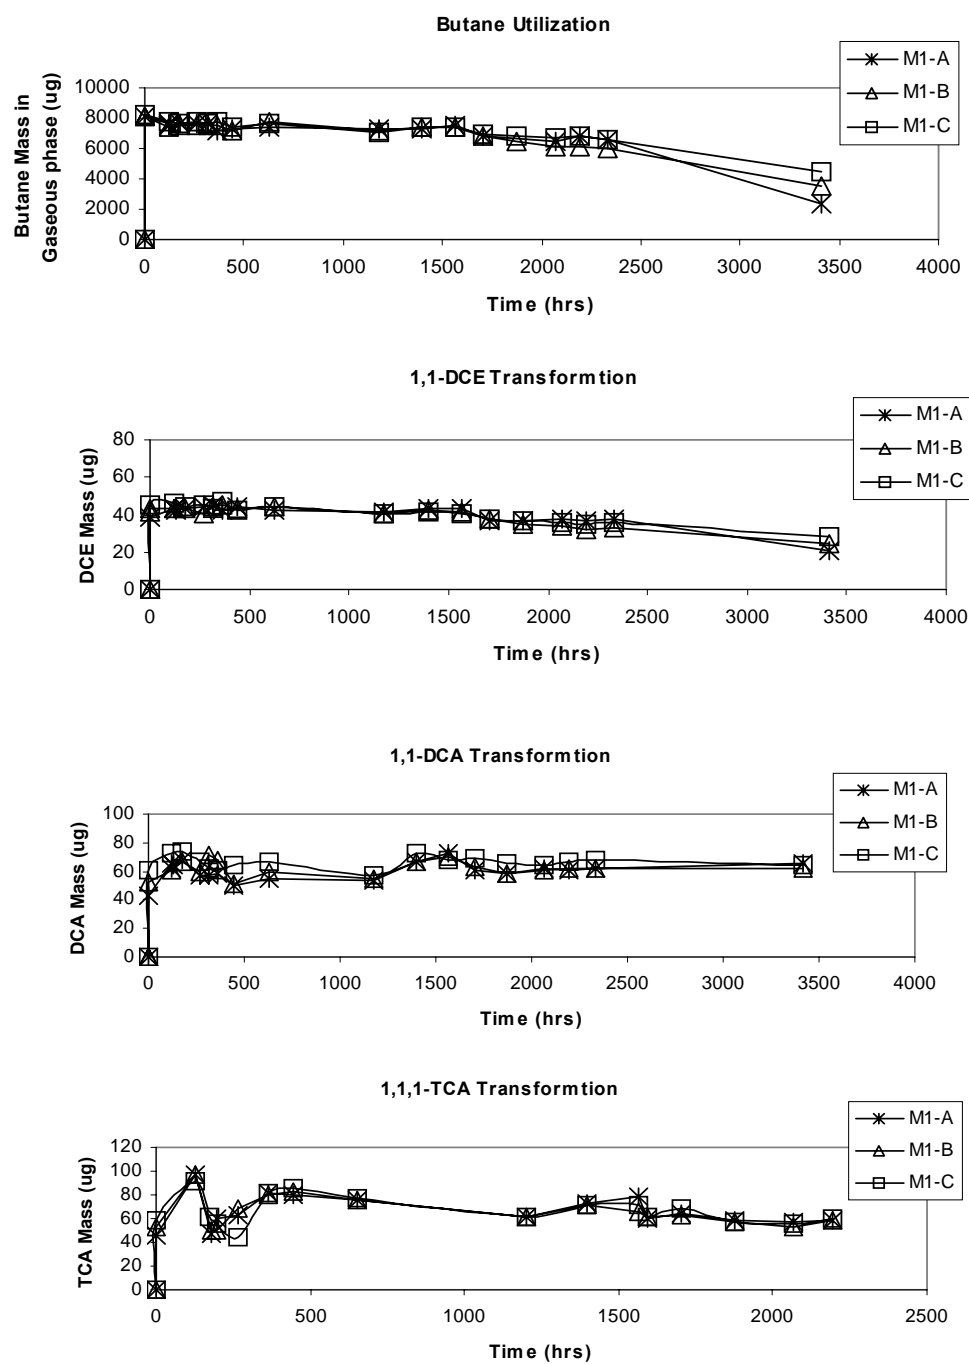 Butane Utilization
M1-A
M1-B
M1-C
Butane Mass in
Gaseous phase (ug)
10000
8000
6000
4000
2000
0
0 500 1000 1500 2000 2500 3000 3500 4000
Time (hrs)
1,1-DCE Transformtion
M1-A
M1-B
M1-C
DCE Mass (ug)
80
60
40
20
0
0 500 1000 1500 2000 2500 3000 3500 4000
Time (hrs)
1,1-DCA Transformtion
M1-A
M1-B
M1-C
DCA Mass (ug)
100
80
60
40
20
0
0 500 1000 1500 2000 2500 3000 3500 4000
Time (hrs)
1,1,1-TCA Transformtion
M1-A
M1-B
M1-C
TCA Mass (ug)
120
100
80
60
40
20
0
0 500 1000 1500 2000 2500
Time (hrs)